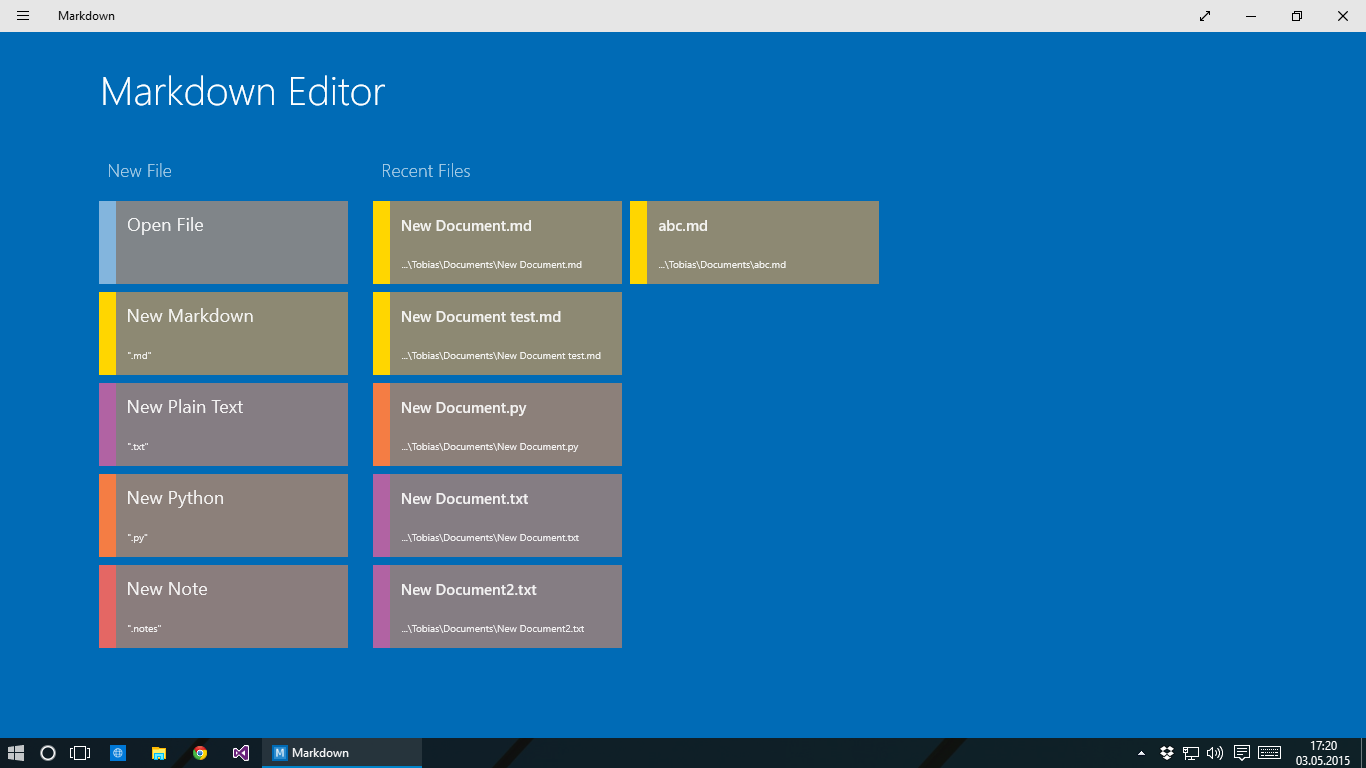 Markdown
Markdown Editor
New File
Open File
New Markdown
".md"
New Plain Text
".txt"
New Python
".py"
New Note
".notes"
Recent Files
New Document.md
...\Tobias\Documents\New Document.md
New Document test.md
...\Tobias\Documents\New Document test.md
New Document.py
...\Tobias\Documents\New Document.py
New Document.txt
...\Tobias\Documents\New Document.txt
New Document2.txt
...\Tobias\Documents\New Document2.txt
abc.md
...\Tobias\Documents\abc.md
M Markdown
17:20
03.05.2015